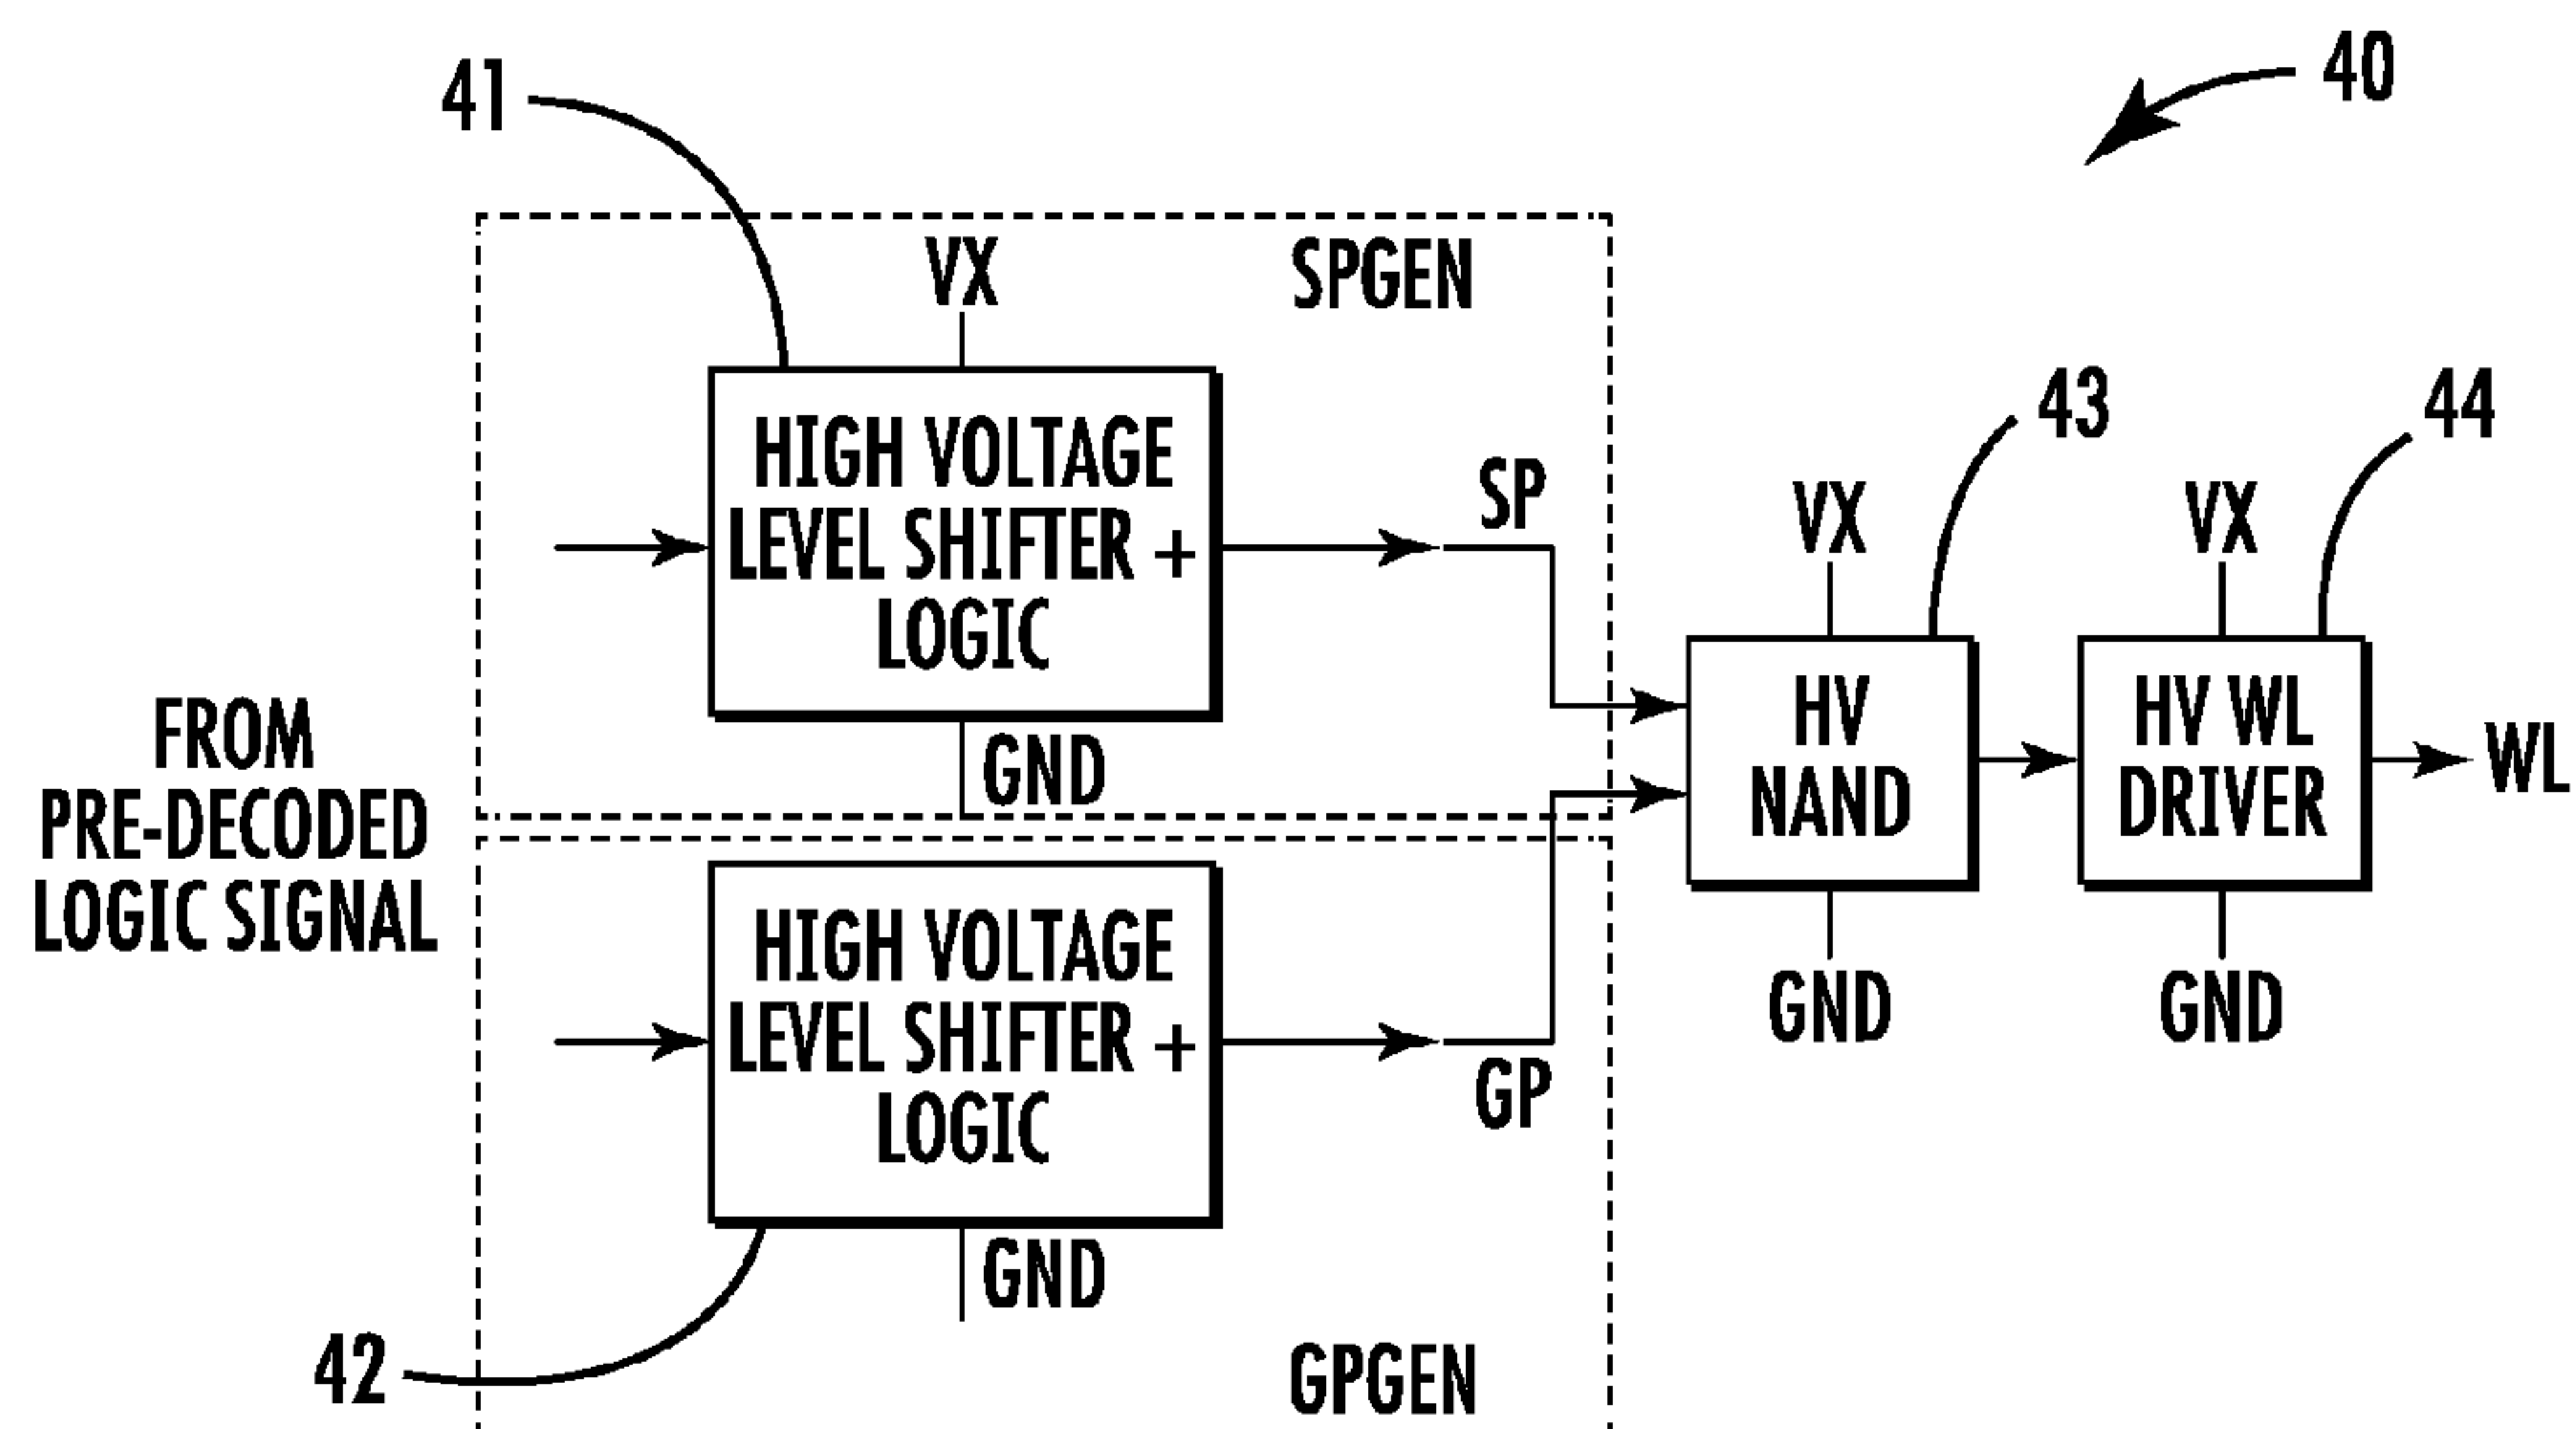 40
41
VX
SPGEN
HIGH VOLTAGE
LEVEL SHIFTER +
LOGIC
GND
SP
43
44
VX
VX
HV
NAND
HV WL
DRIVER
WL
GND
GND
FROM
PRE-DECODED
LOGIC SIGNAL
HIGH VOLTAGE
LEVEL SHIFTER +
LOGIC
GND
GP
42
GPGEN